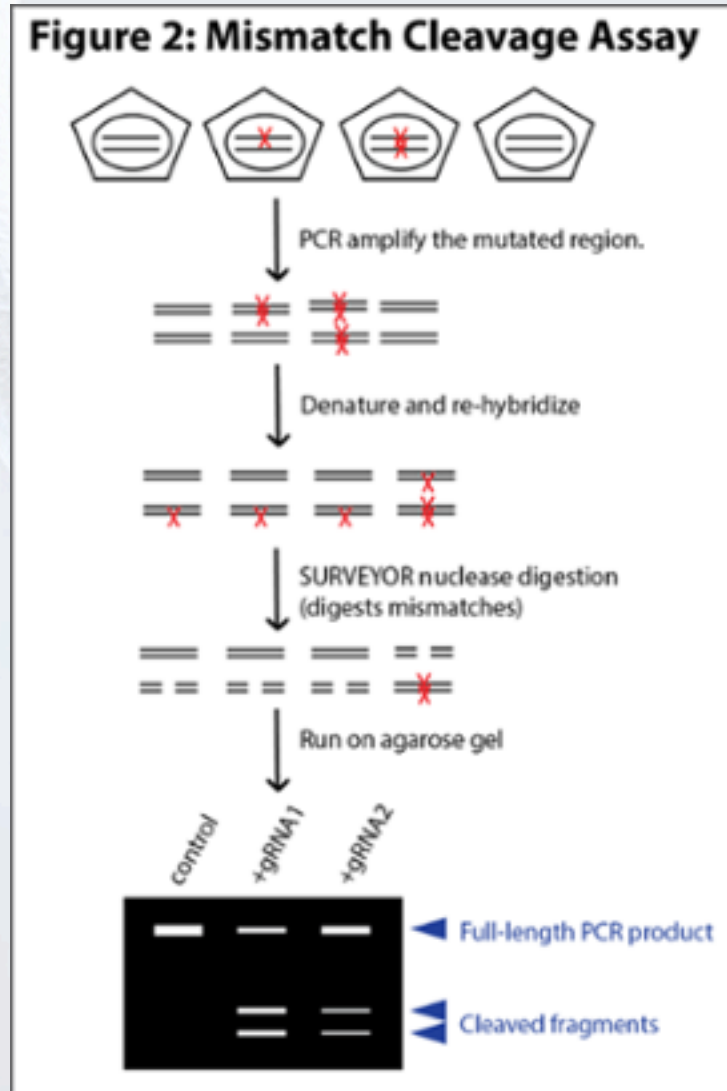 Figure 2: Mismatch Cleavage Assay
PCR amplify the mutated region.
Denature and re-hybridize
SURVEYOR nuclease digestion
(digests mismatches)
Run on agarose gel
control
+gRNA1
+gRNA2
Full-length PCR product
Cleaved fragments